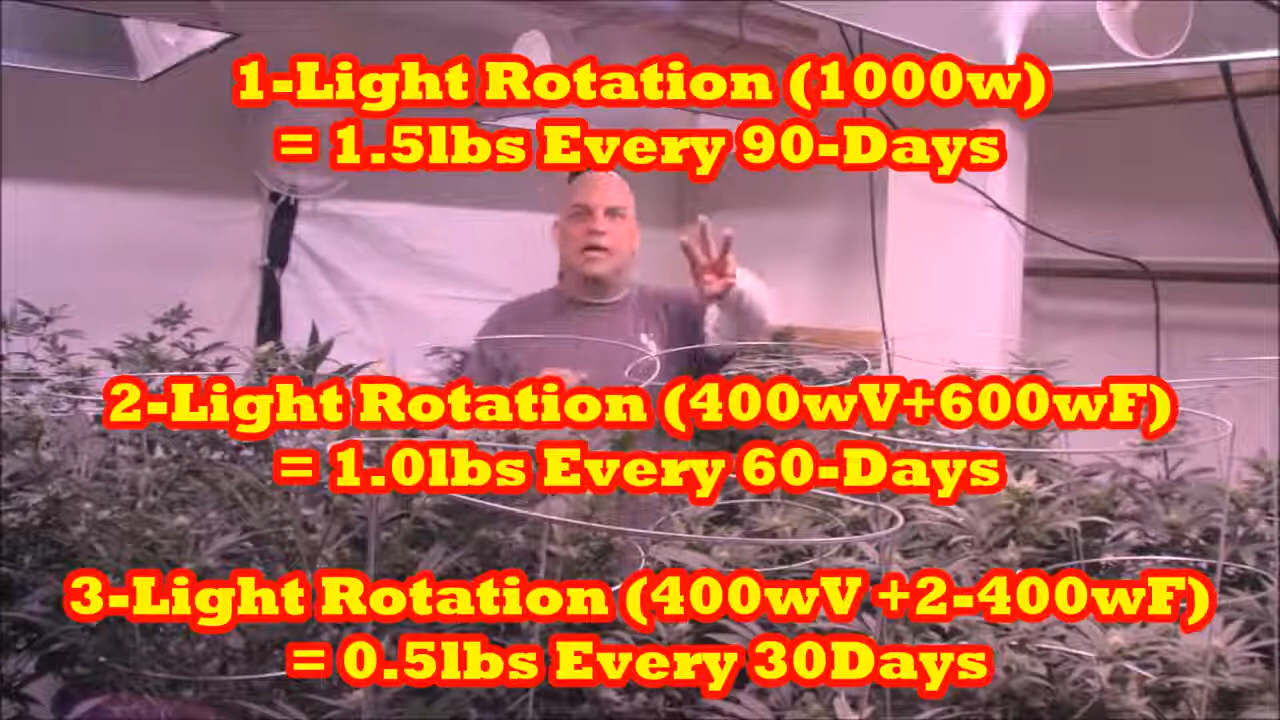 1-Light Rotation (1000w)
= 1.5lbs Every 90-Days
2-Light Rotation (400wV+600wF)
= 1.0lbs Every 60-Days
3-Light Rotation (400wV +2-400wF)
= 0.5lbs Every 30Days